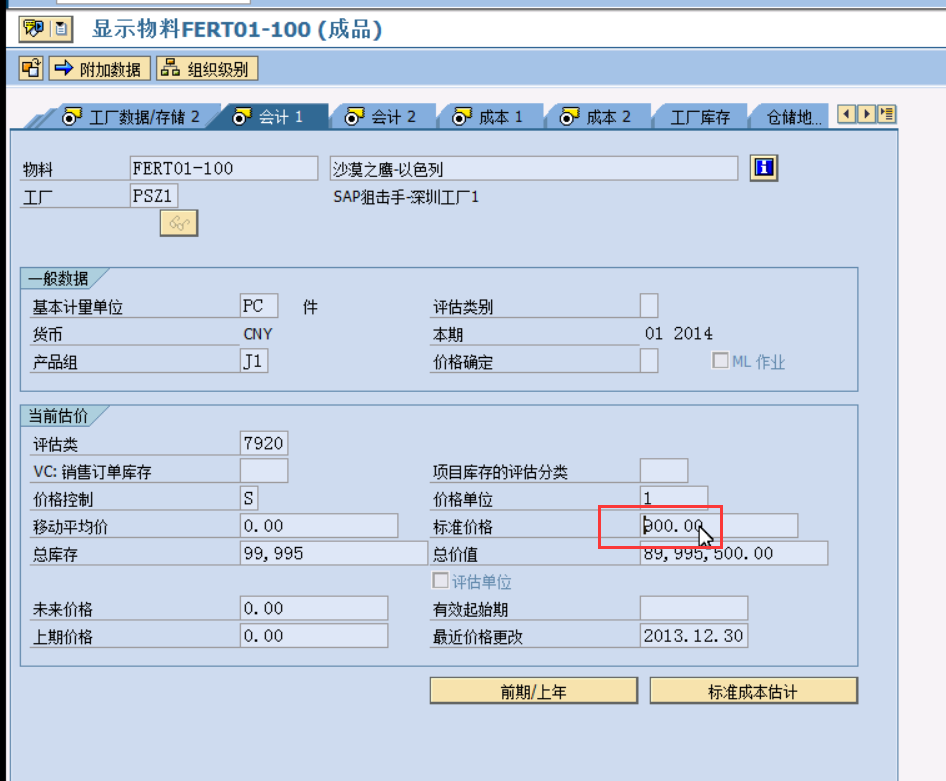 显示物料FERT01-100 (成品)
附加数据 组织级别
工厂数据/存储 2 会计 1 会计 2 成本 1 成本 2 工厂库存 仓储地...
物料 FERT01-100 沙漠之鹰-以色列
工厂 PSZ1 SAP狙击手-深圳工厂1
一般数据
基本计量单位 PC 件 评估类别
货币 CNY 本期 01 2014
产品组 J1 价格确定 ML 作业
当前估价
评估类 7920
VC: 销售订单库存 项目库存的评估分类
价格控制 S 价格单位 1
移动平均价 0.00 标准价格 900.00
总库存 99,995 总价值 89,995,500.00
评估单位
未来价格 0.00 有效起始期
上期价格 0.00 最近价格更改 2013.12.30
前期/上年 标准成本估计